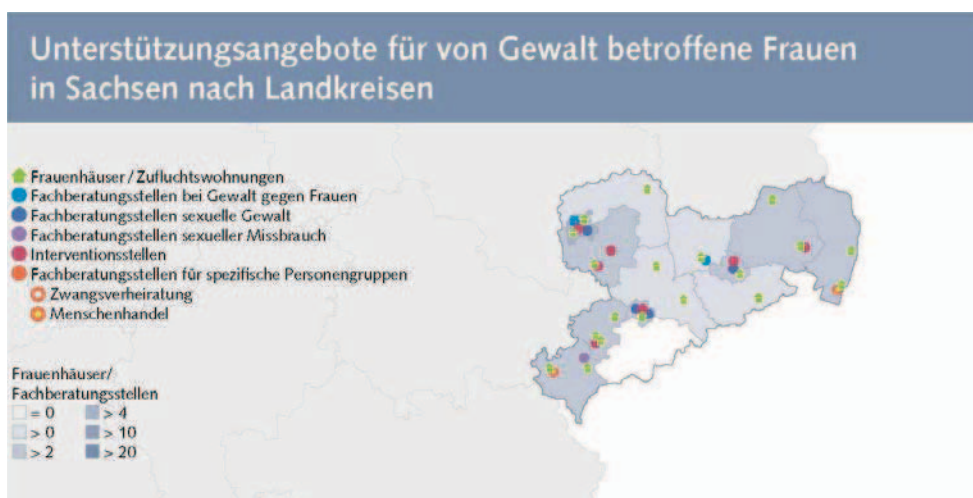 Unterstützungsangebote für von Gewalt betroffene Frauen
in Sachsen nach Landkreisen
Frauenhäuser / Zufluchtswohnungen
Fachberatungsstellen bei Gewalt gegen Frauen
Fachberatungsstellen sexuelle Gewalt
Fachberatungsstellen sexueller Missbrauch
Interventionsstellen
Fachberatungsstellen für spezifische Personengruppen
Zwangsverheiratung
Menschenhandel
Frauenhäuser/
Fachberatungsstellen
= 0 > 4
> 0 > 10
> 2 > 20